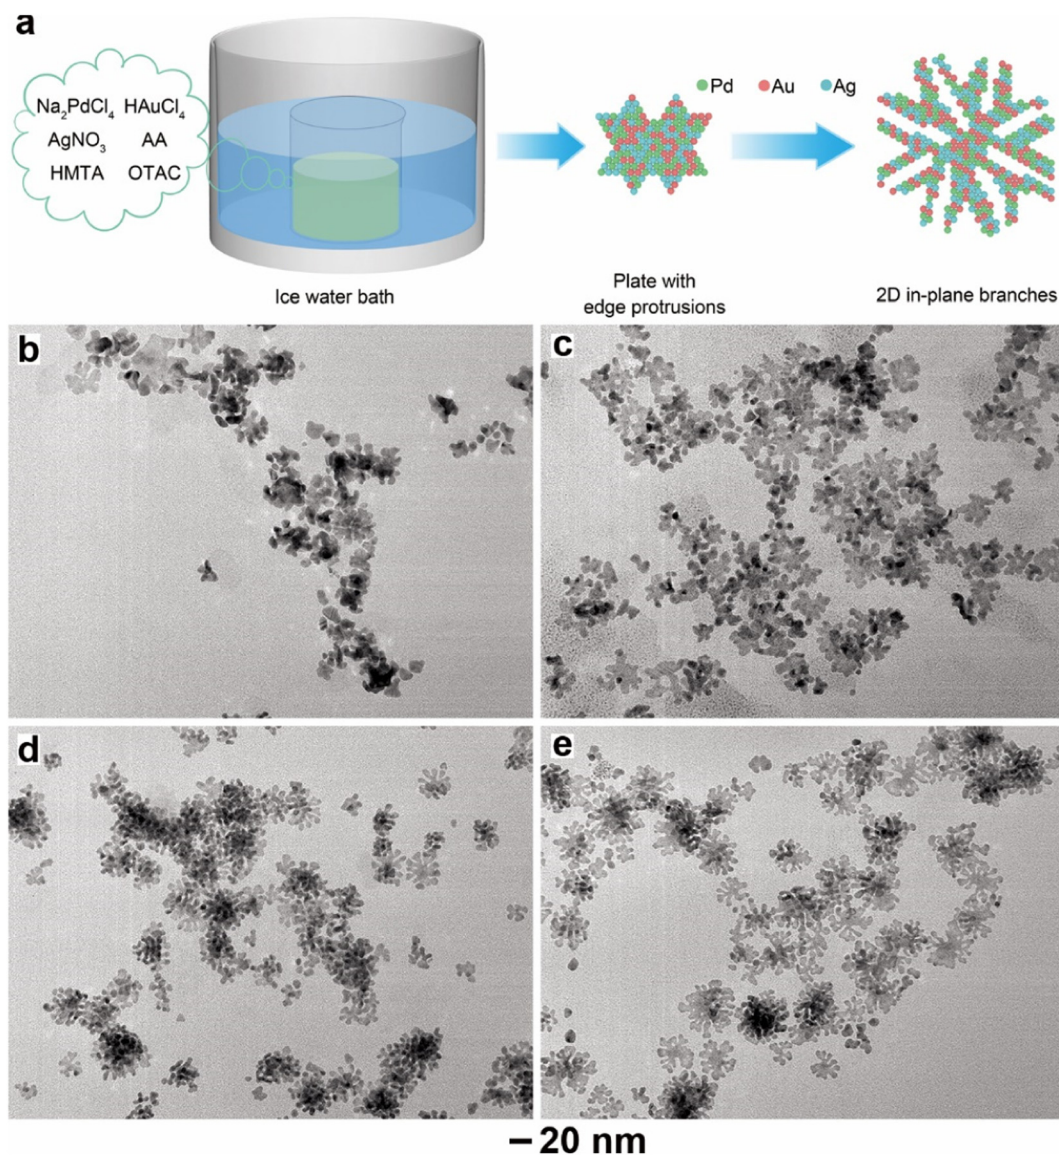 a
Na₂PdCl₄ HAuCl₄
AgNO₃ AA
HMTA OTAC
Pd Au Ag
Ice water bath
Plate with
edge protrusions
2D in-plane branches
b
c
d
e
20 nm